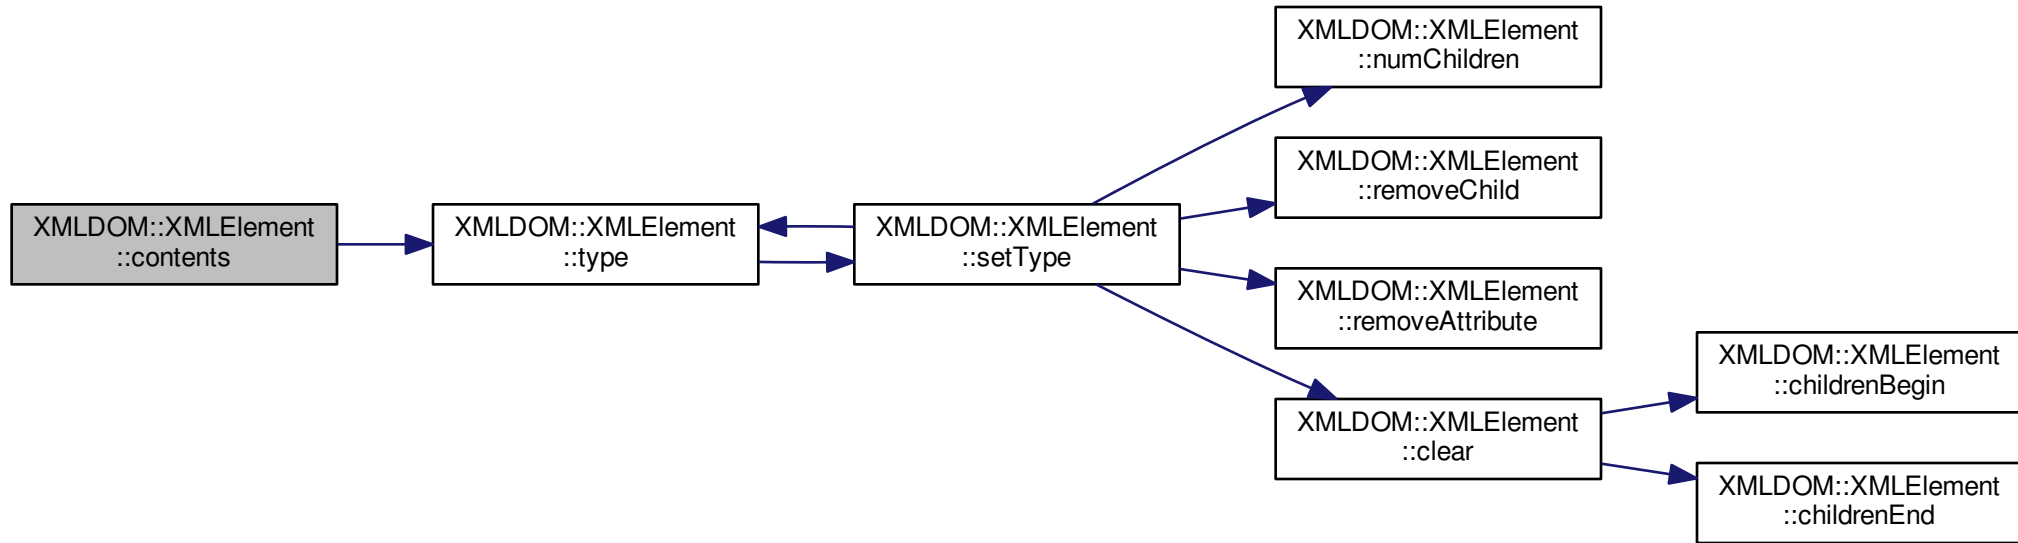 XMLDOM::XMLElement
::contents
XMLDOM::XMLElement
::type
XMLDOM::XMLElement
::setType
XMLDOM::XMLElement
::numChildren
XMLDOM::XMLElement
::removeChild
XMLDOM::XMLElement
::removeAttribute
XMLDOM::XMLElement
::clear
XMLDOM::XMLElement
::childrenBegin
XMLDOM::XMLElement
::childrenEnd